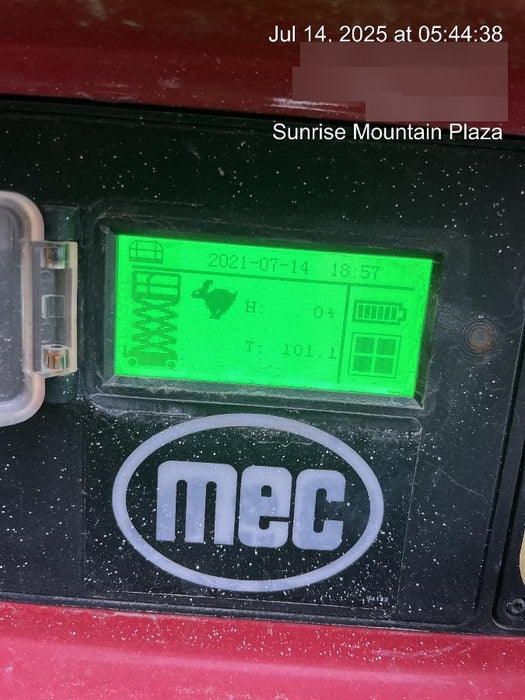 Jul 14, 2025 at 05:44:38
Sunrise Mountain Plaza
2021-07-14 18:57
H: 0%
T: 101.1
mec